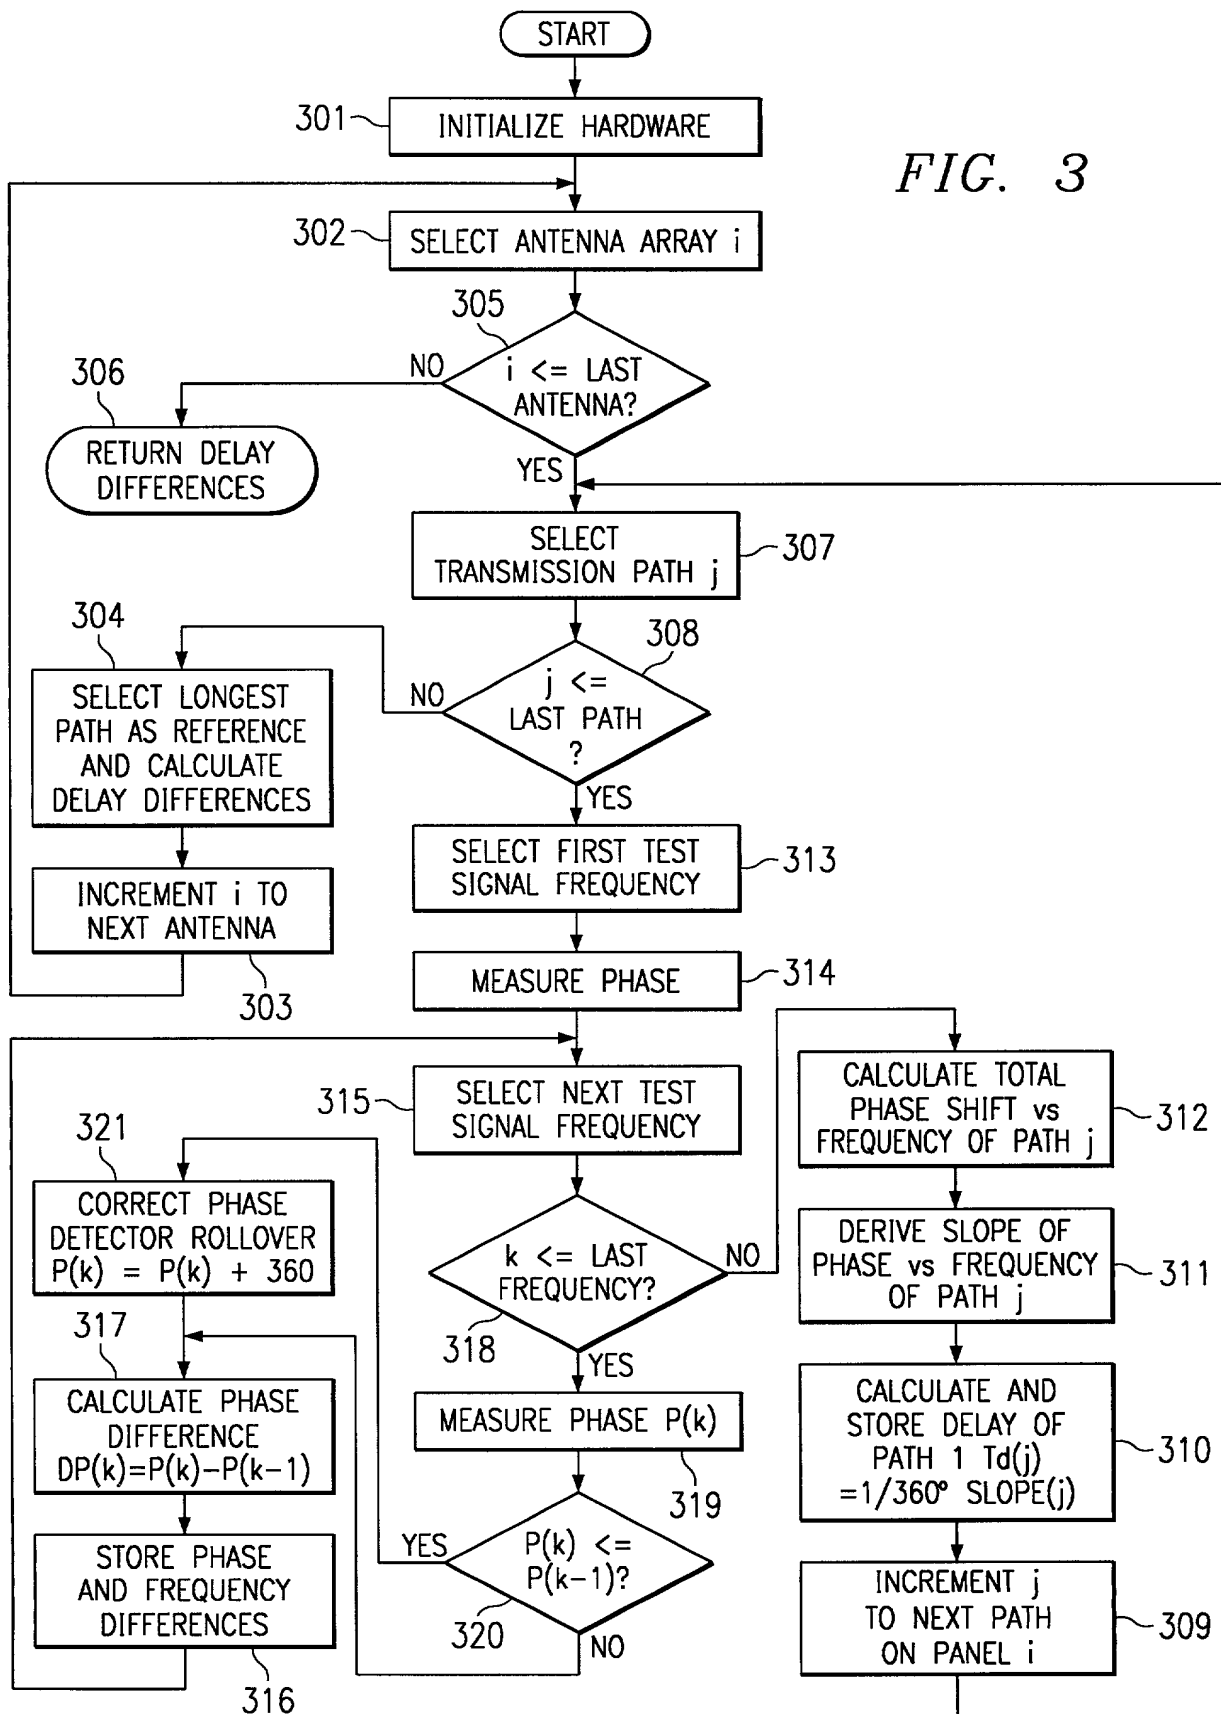 START
301
INITIALIZE HARDWARE
FIG. 3
302
SELECT ANTENNA ARRAY i
305
i <= LAST
ANTENNA?
NO
YES
306
RETURN DELAY
DIFFERENCES
SELECT
TRANSMISSION PATH j
307
308
j <=
LAST PATH
?
NO
YES
304
SELECT LONGEST
PATH AS REFERENCE
AND CALCULATE
DELAY DIFFERENCES
INCREMENT i TO
NEXT ANTENNA
303
SELECT FIRST TEST
SIGNAL FREQUENCY
313
MEASURE PHASE
314
315
SELECT NEXT TEST
SIGNAL FREQUENCY
k <= LAST
FREQUENCY?
318
NO
YES
MEASURE PHASE P(k)
319
P(k) <=
P(k-1)?
320
YES
NO
321
CORRECT PHASE
DETECTOR ROLLOVER
P(k) = P(k) + 360
317
CALCULATE PHASE
DIFFERENCE
DP(k)=P(k)-P(k-1)
STORE PHASE
AND FREQUENCY
DIFFERENCES
316
CALCULATE TOTAL
PHASE SHIFT vs
FREQUENCY OF PATH j
312
DERIVE SLOPE OF
PHASE vs FREQUENCY
OF PATH j
311
CALCULATE AND
STORE DELAY OF
PATH 1 Td(j)
=1/360° SLOPE(j)
310
INCREMENT j
TO NEXT PATH
ON PANEL i
309